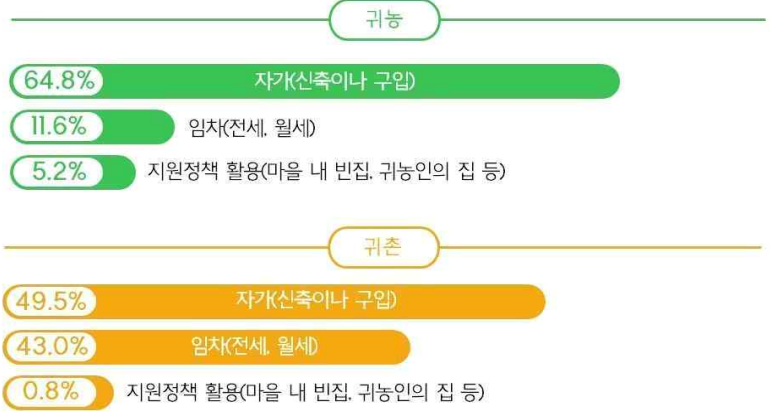 귀농
64.8% 자가(신축이나 구입)
11.6% 임차(전세, 월세)
5.2% 지원정책 활용(마을 내 빈집, 귀농인의 집 등)
귀촌
49.5% 자가(신축이나 구입)
43.0% 임차(전세, 월세)
0.8% 지원정책 활용(마을 내 빈집, 귀농인의 집 등)